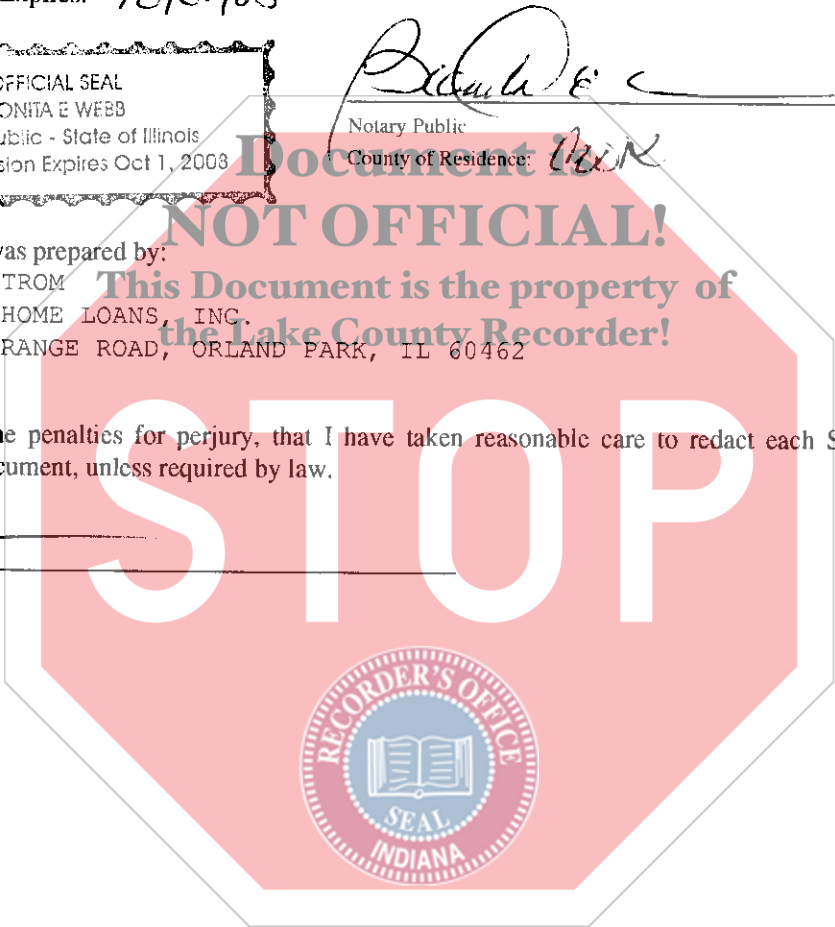 Expires:
OFFICIAL SEAL
ONITA E WEBB
ublic - State of Illinois
sion Expires Oct 1, 2008
Notary Public
County of Residence:
Document is
NOT OFFICIAL!
This Document is the property of
the Lake County Recorder!
was prepared by:
TROM
HOME LOANS, INC.
RANGE ROAD, ORLAND PARK, IL 60462
ne penalties for perjury, that I have taken reasonable care to redact each S
cument, unless required by law.
STOP
RECORDER'S OFFICE
SEAL
INDIANA